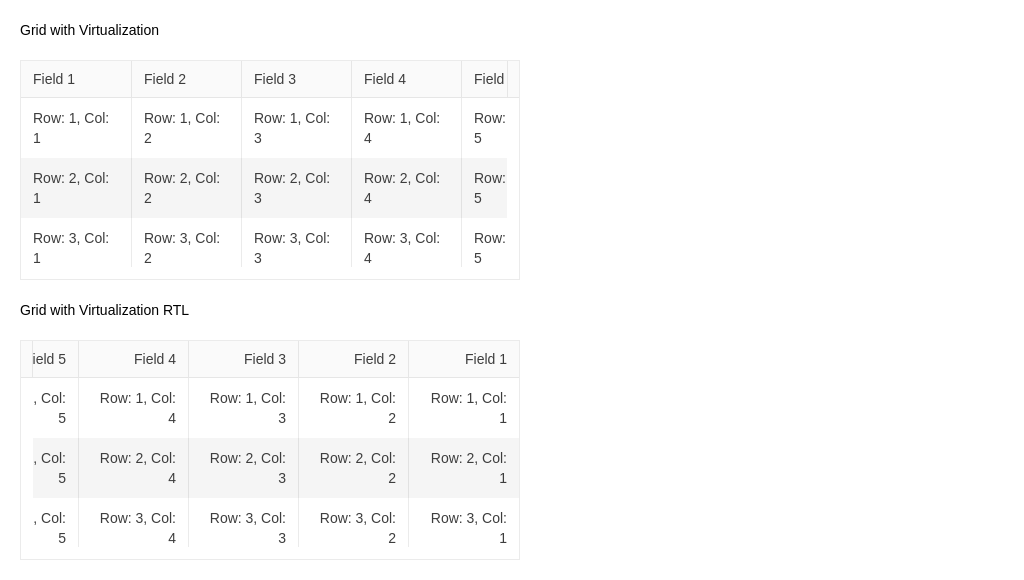 Grid with Virtualization
Field 1 Field 2 Field 3 Field 4 Field
Row: 1, Col: Row: 1, Col: Row: 1, Col: Row: 1, Col: Row:
1 2 3 4 5
Row: 2, Col: Row: 2, Col: Row: 2, Col: Row: 2, Col: Row:
1 2 3 4 5
Row: 3, Col: Row: 3, Col: Row: 3, Col: Row: 3, Col: Row:
1 2 3 4 5
Grid with Virtualization RTL
ield 5 Field 4 Field 3 Field 2 Field 1
, Col: Row: 1, Col: Row: 1, Col: Row: 1, Col: Row: 1, Col:
5 4 3 2 1
, Col: Row: 2, Col: Row: 2, Col: Row: 2, Col: Row: 2, Col:
5 4 3 2 1
, Col: Row: 3, Col: Row: 3, Col: Row: 3, Col: Row: 3, Col:
5 4 3 2 1